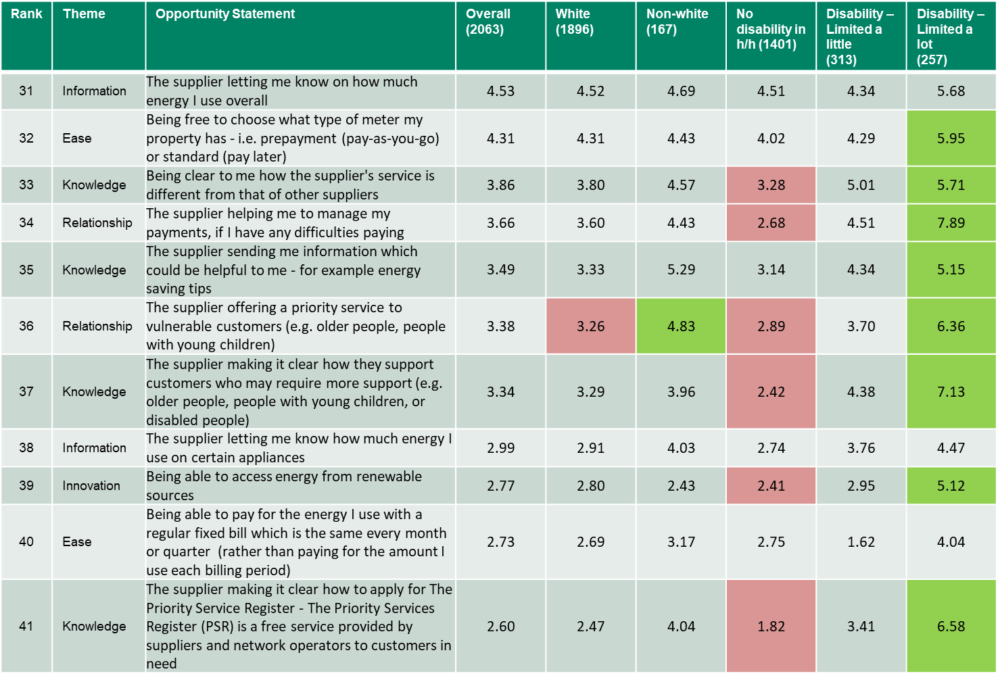 Rank Theme Opportunity Statement Overall (2063) White (1896) Non-white (167) No disability in h/h (1401) Disability – Limited a little (313) Disability – Limited a lot (257)
31 Information The supplier letting me know on how much energy I use overall 4.53 4.52 4.69 4.51 4.34 5.68
32 Ease Being free to choose what type of meter my property has - i.e. prepayment (pay-as-you-go) or standard (pay later) 4.31 4.31 4.43 4.02 4.29 5.95
33 Knowledge Being clear to me how the supplier's service is different from that of other suppliers 3.86 3.80 4.57 3.28 5.01 5.71
34 Relationship The supplier helping me to manage my payments, if I have any difficulties paying 3.66 3.60 4.43 2.68 4.51 7.89
35 Knowledge The supplier sending me information which could be helpful to me - for example energy saving tips 3.49 3.33 5.29 3.14 4.34 5.15
36 Relationship The supplier offering a priority service to vulnerable customers (e.g. older people, people with young children) 3.38 3.26 4.83 2.89 3.70 6.36
37 Knowledge The supplier making it clear how they support customers who may require more support (e.g. older people, people with young children, or disabled people) 3.34 3.29 3.96 2.42 4.38 7.13
38 Information The supplier letting me know how much energy I use on certain appliances 2.99 2.91 4.03 2.74 3.76 4.47
39 Innovation Being able to access energy from renewable sources 2.77 2.80 2.43 2.41 2.95 5.12
40 Ease Being able to pay for the energy I use with a regular fixed bill which is the same every month or quarter (rather than paying for the amount I use each billing period) 2.73 2.69 3.17 2.75 1.62 4.04
41 Knowledge The supplier making it clear how to apply for The Priority Service Register - The Priority Services Register (PSR) is a free service provided by suppliers and network operators to customers in need 2.60 2.47 4.04 1.82 3.41 6.58